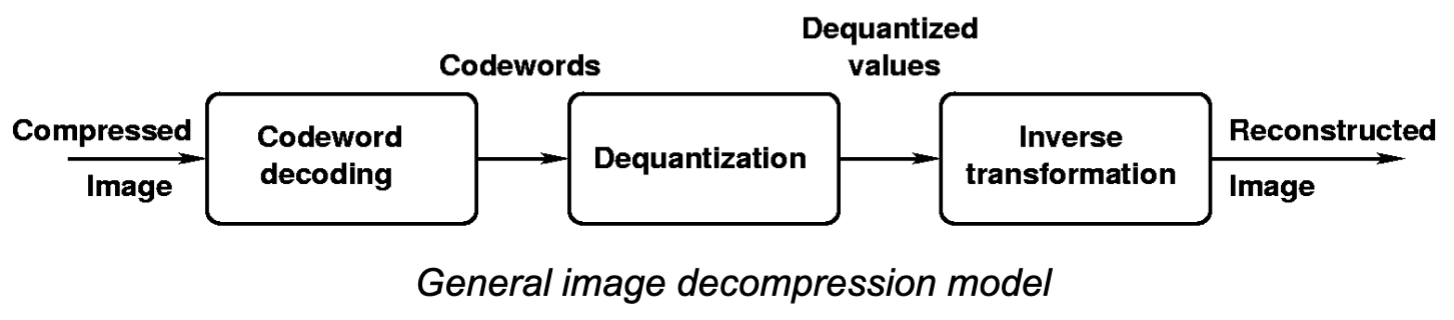 Compressed
Image
Codeword
decoding
Codewords
Dequantization
Dequantized
values
Inverse
transformation
Reconstructed
Image
General image decompression model